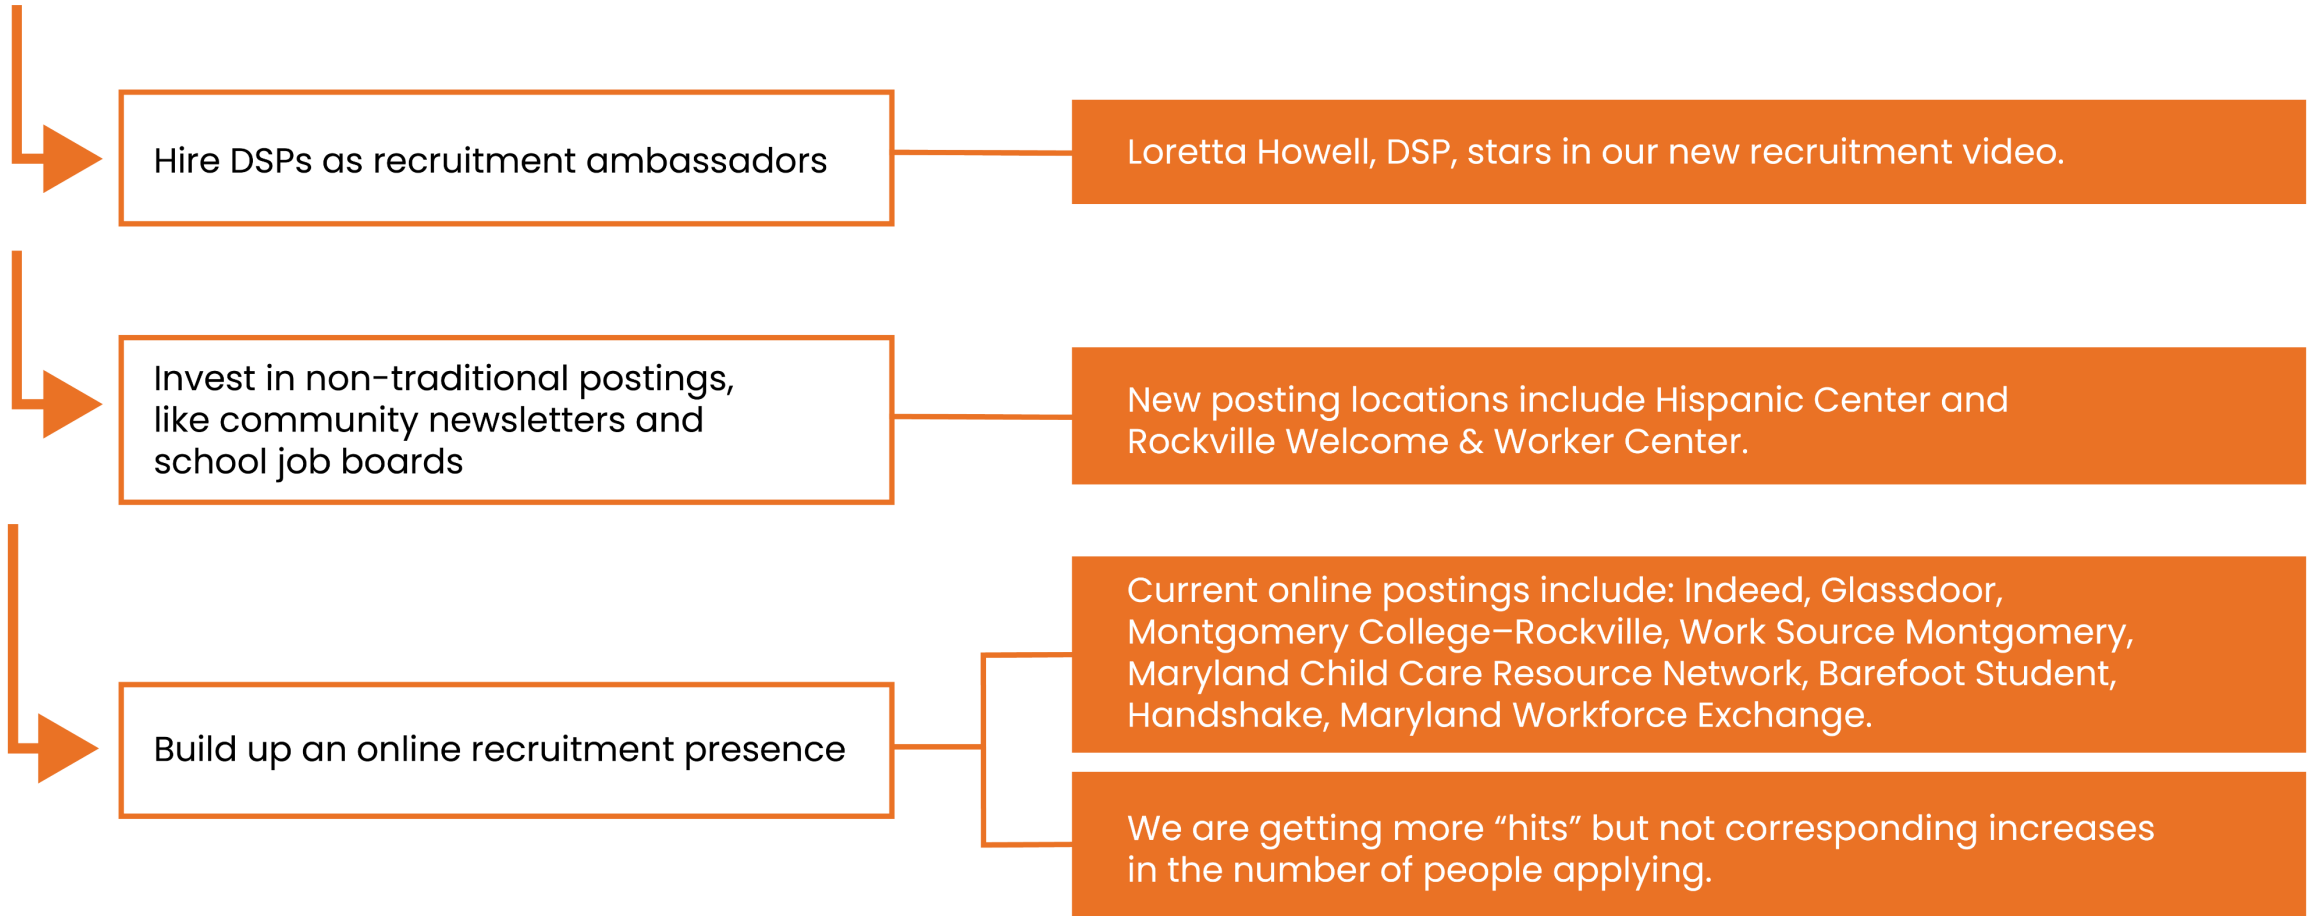 Hire DSPs as recruitment ambassadors
Loretta Howell, DSP, stars in our new recruitment video.
Invest in non-traditional postings,
like community newsletters and
school job boards
New posting locations include Hispanic Center and
Rockville Welcome & Worker Center.
Build up an online recruitment presence
Current online postings include: Indeed, Glassdoor,
Montgomery College–Rockville, Work Source Montgomery,
Maryland Child Care Resource Network, Barefoot Student,
Handshake, Maryland Workforce Exchange.
We are getting more “hits” but not corresponding increases
in the number of people applying.